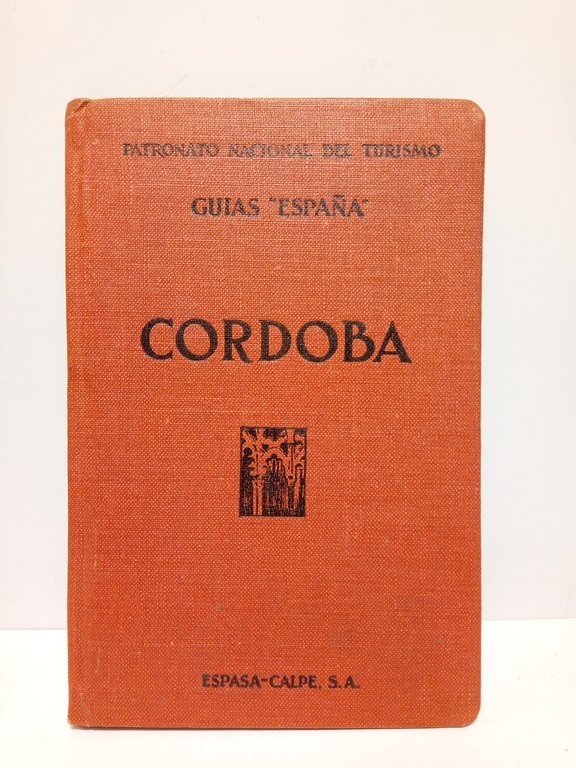 PATRONATO NACIONAL DEL TURISMO
GUIAS "ESPAÑA"
CORDOBA
ESPASA-CALPE, S.A.